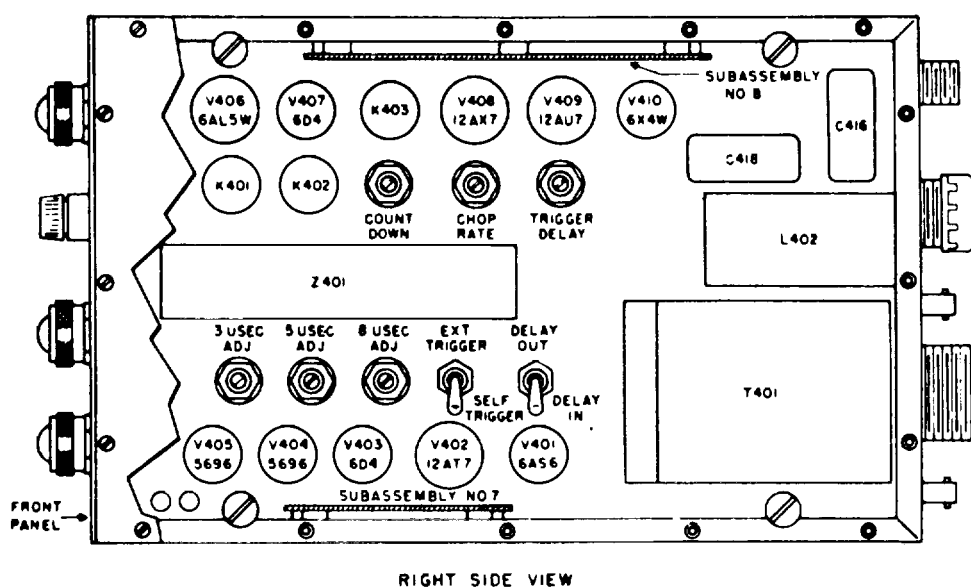 SUBASSEMBLY
NO 8
V406
6AL5W
V407
6D4
K403
V408
12AX7
V409
12AU7
V410
6X4W
C416
C418
K401
K402
COUNT
DOWN
CHOP
RATE
TRIGGER
DELAY
L402
Z401
3 USEC
ADJ
5 USEC
ADJ
8 USEC
ADJ
EXT
TRIGGER
DELAY
OUT
SELF
TRIGGER
DELAY
IN
T401
V405
5696
V404
5696
V403
6D4
V402
12AT7
V401
6AS6
SUBASSEMBLY NO 7
FRONT
PANEL
RIGHT SIDE VIEW